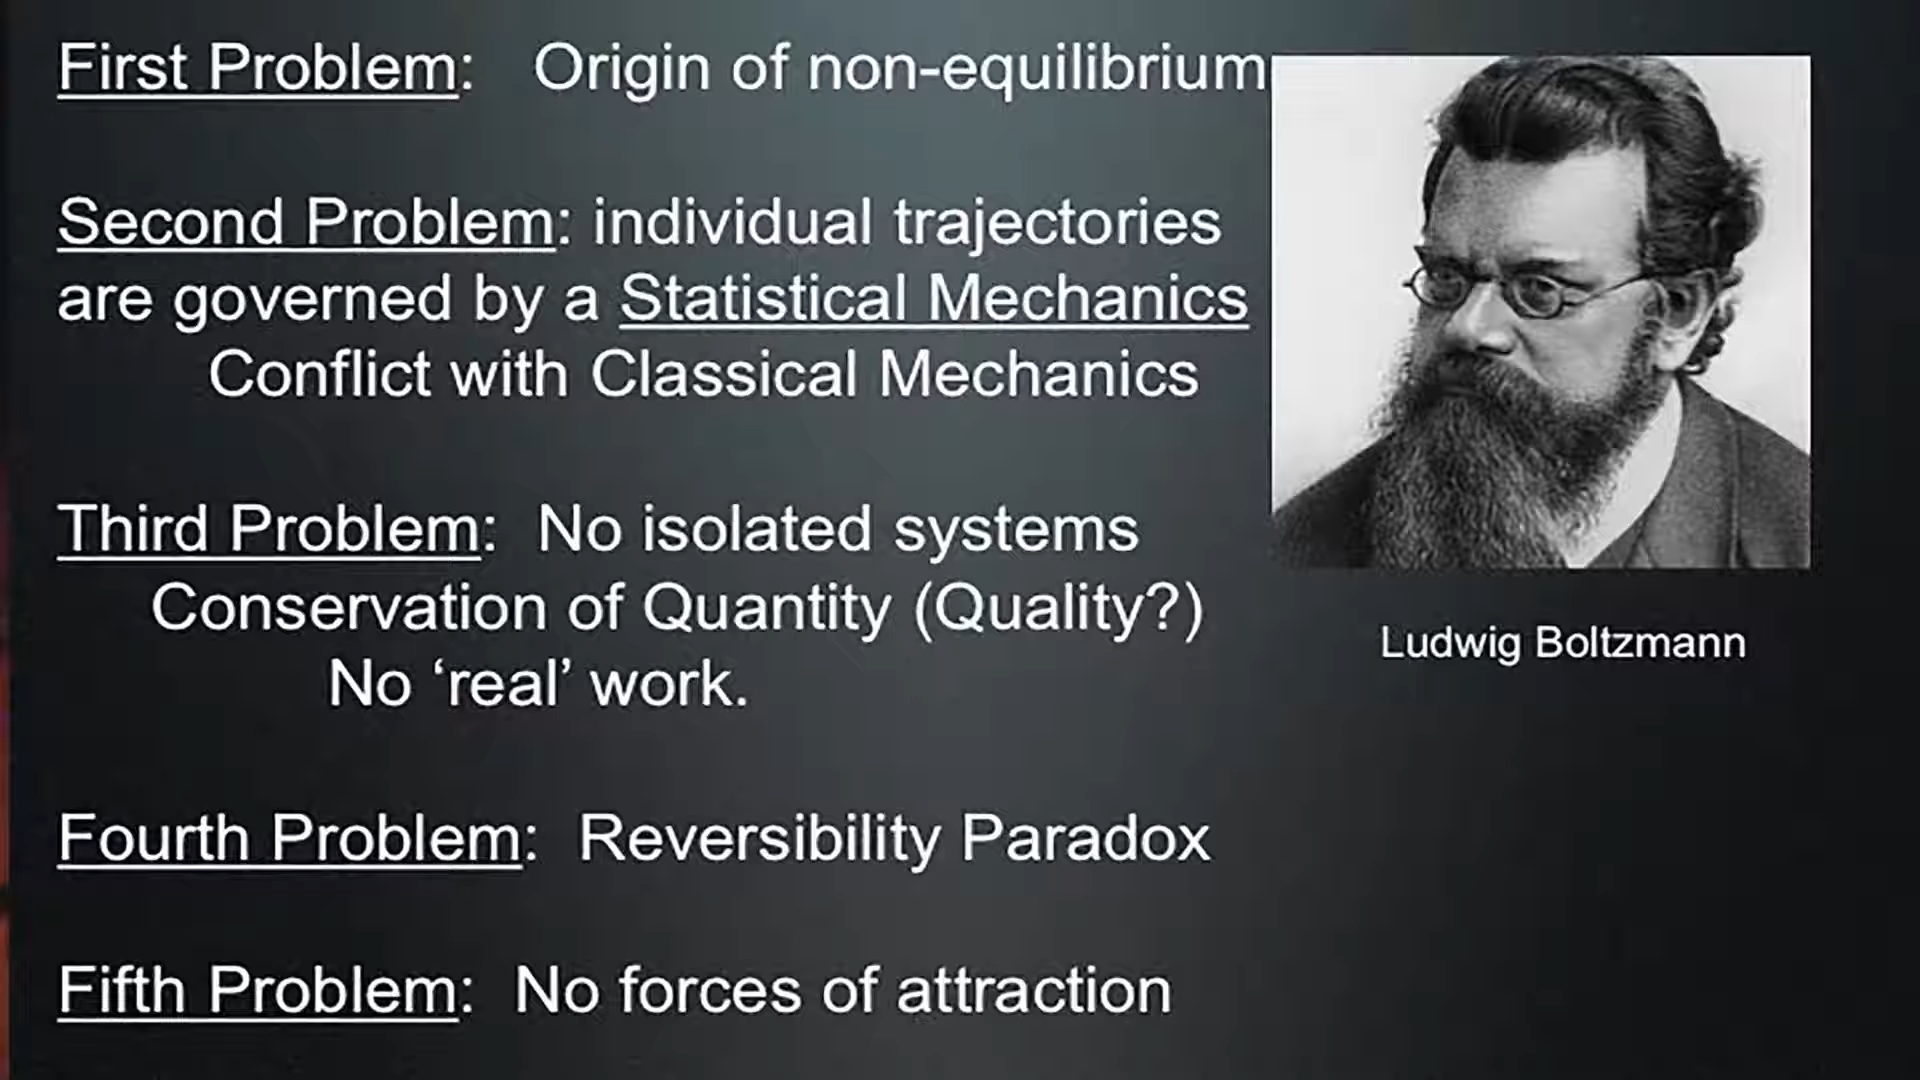 First Problem: Origin of non-equilibrium
Second Problem: individual trajectories
are governed by a Statistical Mechanics
Conflict with Classical Mechanics
Third Problem: No isolated systems
Conservation of Quantity (Quality?)
No ‘real’ work.
Fourth Problem: Reversibility Paradox
Fifth Problem: No forces of attraction
Ludwig Boltzmann